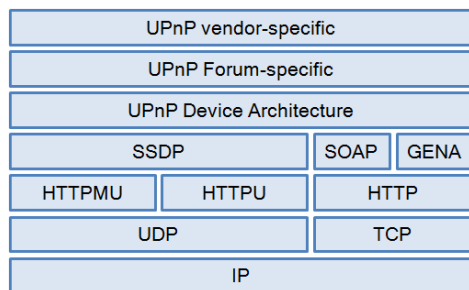 UPnP vendor-specific
UPnP Forum-specific
UPnP Device Architecture
SSDP SOAP GENA
HTTPMU HTTPU HTTP
UDP TCP
IP